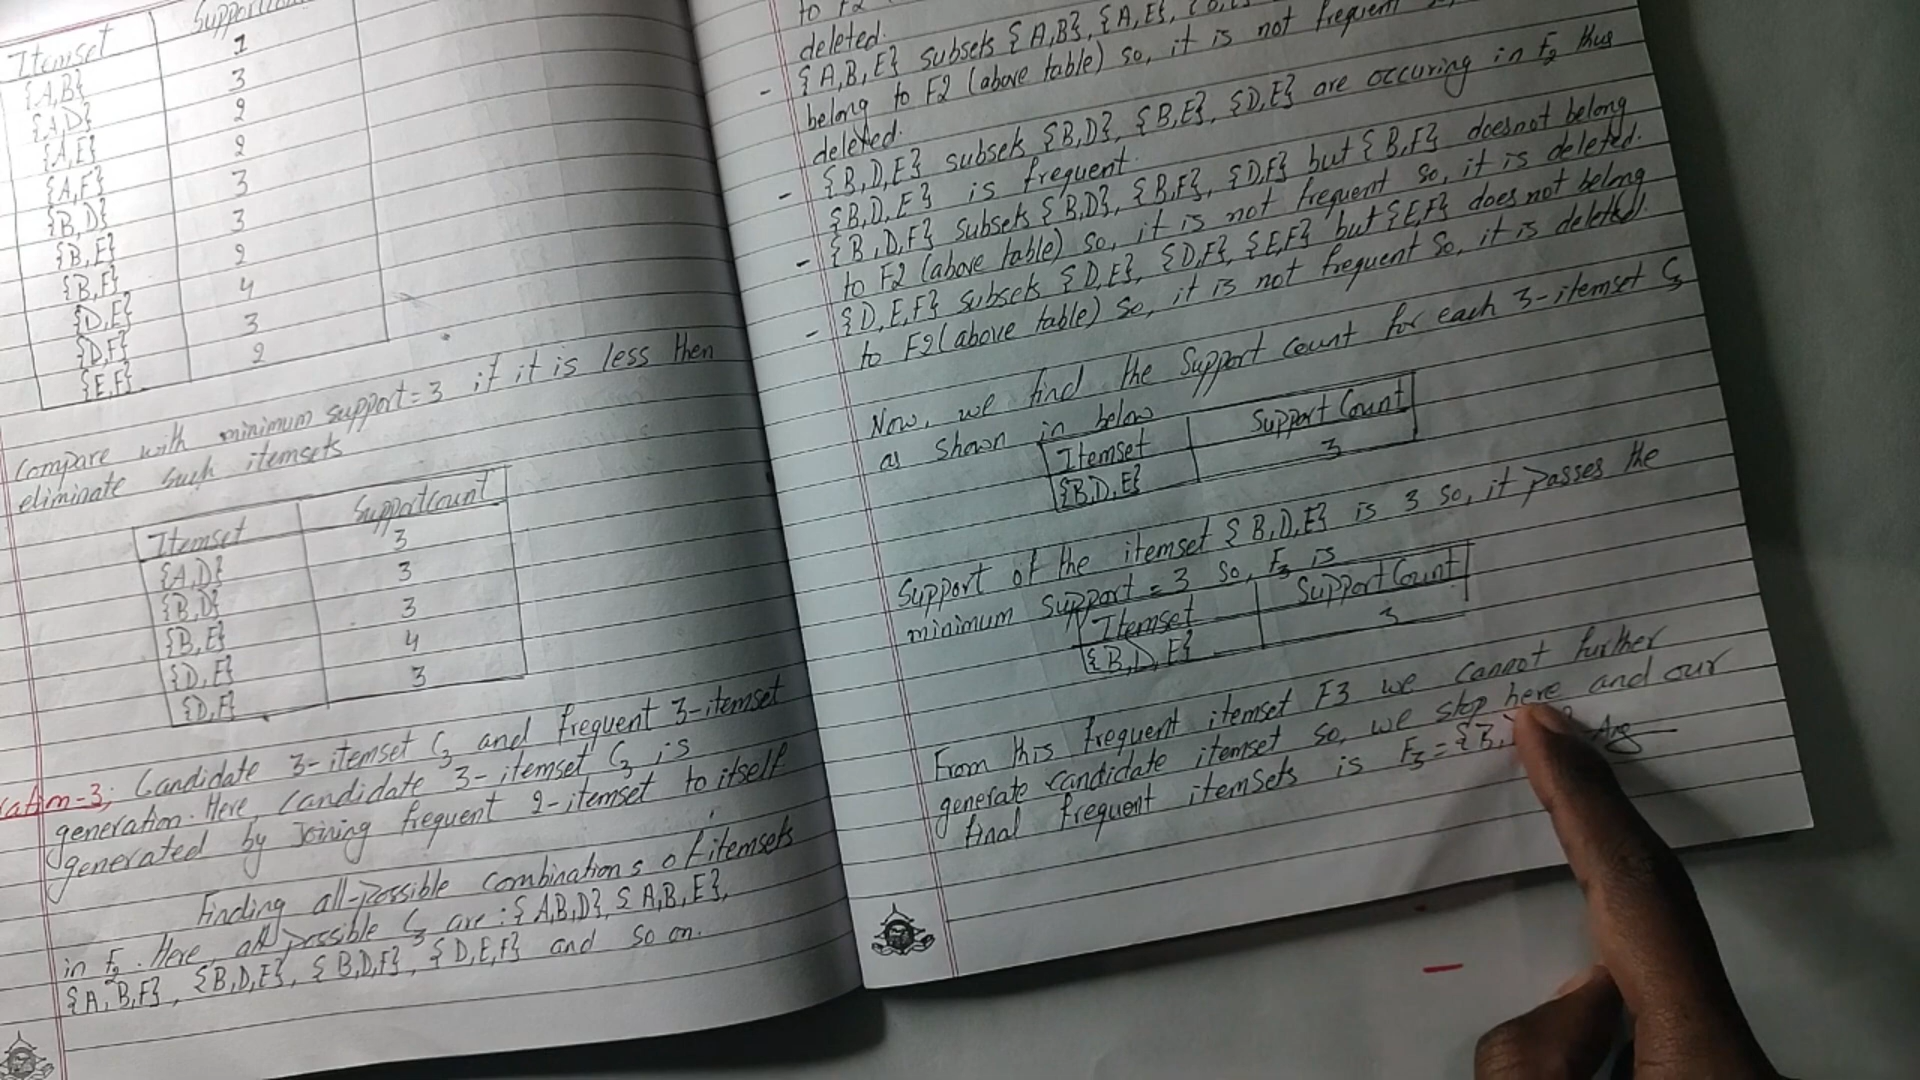 Itemset
{A,B} 1
{A,D} 3
{A,E} 2
{A,F} 2
{B,D} 3
{B,E} 3
{B,F} 2
{D,E} 4
{D,F} 3
{E,F} 2
Compare with minimum support = 3 if it is less then
eliminate such itemsets
Itemset Support Count
{A,D} 3
{B,D} 3
{B,E} 3
4
{D,F} 3
Candidate 3-itemset C3 and frequent 3-itemset
generation. Here, Candidate 3-itemset C3 is
generated by Joining frequent 2-itemset to itself
Finding all-possible combinations of itemsets
in F2. Here, all possible C3 are : {A,B,D}, {A,B,E},
{A,B,F}, {B,D,E}, {B,D,F}, {D,E,F} and so on.
to F2
deleted.
- {A,B,E} subsets {A,B}, {A,E},
belong to F2 (above table) so, it is not frequent
deleted.
- {B,D,E} subsets {B,D}, {B,E}, {D,E} are occuring in F2 thus
{B,D,E} is frequent.
- {B,D,F} subsets {B,D}, {B,F}, {D,F} but {B,F} doesnot belong
to F2 (above table) so, it is not frequent so, it is deleted.
- {D,E,F} subsets {D,E}, {D,F}, {E,F} but {E,F} does not belong
to F2 (above table) so, it is not frequent so, it is deleted.
Now, we find the Support Count for each 3-itemset C3
as shown in below
Itemset Support Count
{B,D,E} 3
Support of the itemset {B,D,E} is 3 so, it passes the
minimum support = 3 so, F3 is
Itemset Support Count
{B,D,E} 3
From this frequent itemset F3 we cannot further
generate candidate itemset so, we stop here and our
final frequent itemsets is F3 = {B,